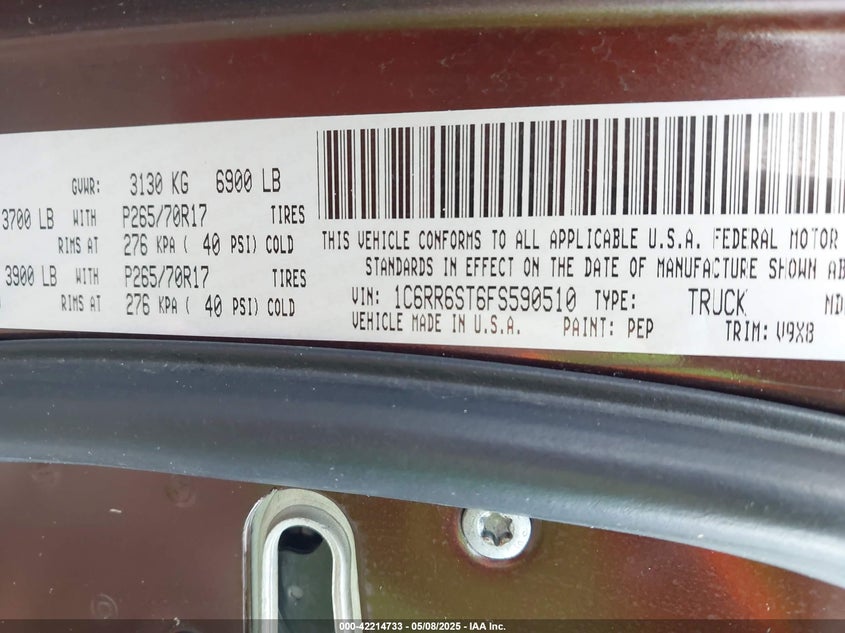 GVWR: 3130 KG 6900 LB
3700 LB WITH P265/70R17 TIRES
RIMS AT 276 KPA ( 40 PSI) COLD
3900 LB WITH P265/70R17 TIRES
RIMS AT 276 KPA ( 40 PSI) COLD
THIS VEHICLE CONFORMS TO ALL APPLICABLE U.S.A. FEDERAL MOTOR
STANDARDS IN EFFECT ON THE DATE OF MANUFACTURE SHOWN AB
VIN: 1C6RR6ST6FS590510 TYPE: TRUCK
VEHICLE MADE IN U.S.A. PAINT: PEP TRIM: V9X8
000-42214733 - 05/08/2025 - IAA Inc.